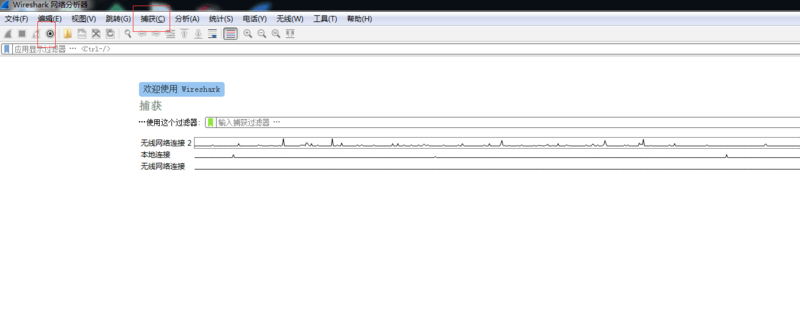 Wireshark 网络分析器
文件(F) 编辑(E) 视图(V) 跳转(G) 捕获(C) 分析(A) 统计(S) 电话(Y) 无线(W) 工具(T) 帮助(H)
应用显示过滤器 … <Ctrl-/>
欢迎使用 Wireshark
捕获
…使用这个过滤器: 输入捕获过滤器 …
无线网络连接 2
本地连接
无线网络连接